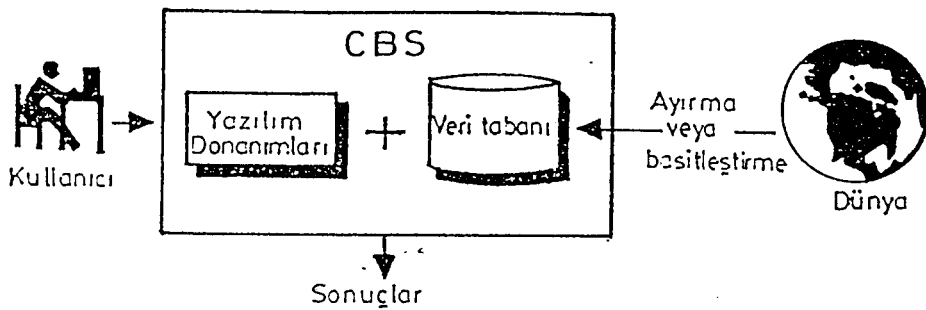 CBS
Kullanıcı
Yazılım
Donanımları
+
Veri tabanı
Ayırma
veya
basitleştirme
Dünya
Sonuçlar